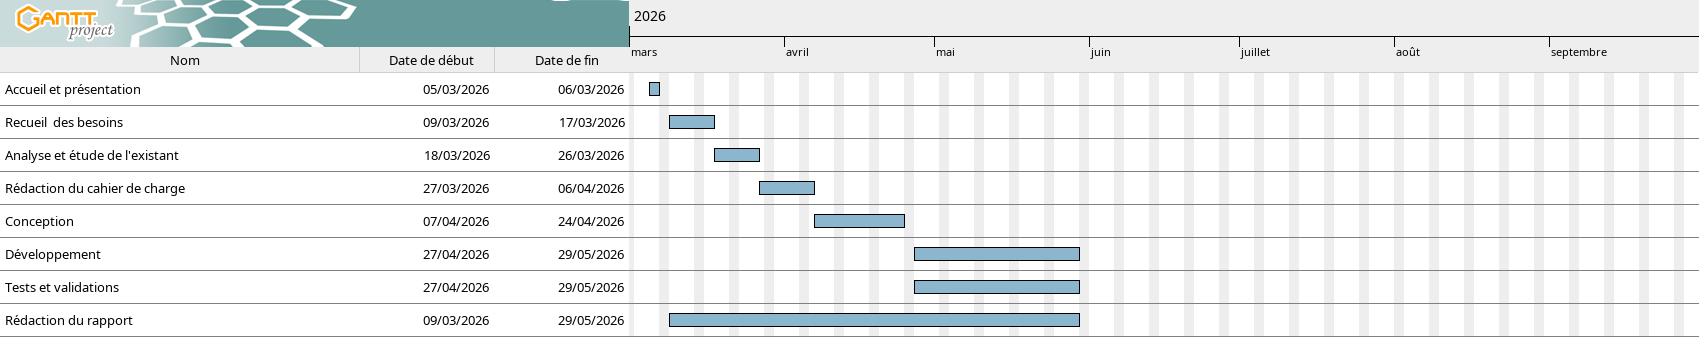 GANTT
project
2026
mars avril mai juin juillet août septembre
Nom Date de début Date de fin
Accueil et présentation 05/03/2026 06/03/2026
Recueil  des besoins 09/03/2026 17/03/2026
Analyse et étude de l'existant 18/03/2026 26/03/2026
Rédaction du cahier de charge 27/03/2026 06/04/2026
Conception 07/04/2026 24/04/2026
Développement 27/04/2026 29/05/2026
Tests et validations 27/04/2026 29/05/2026
Rédaction du rapport 09/03/2026 29/05/2026